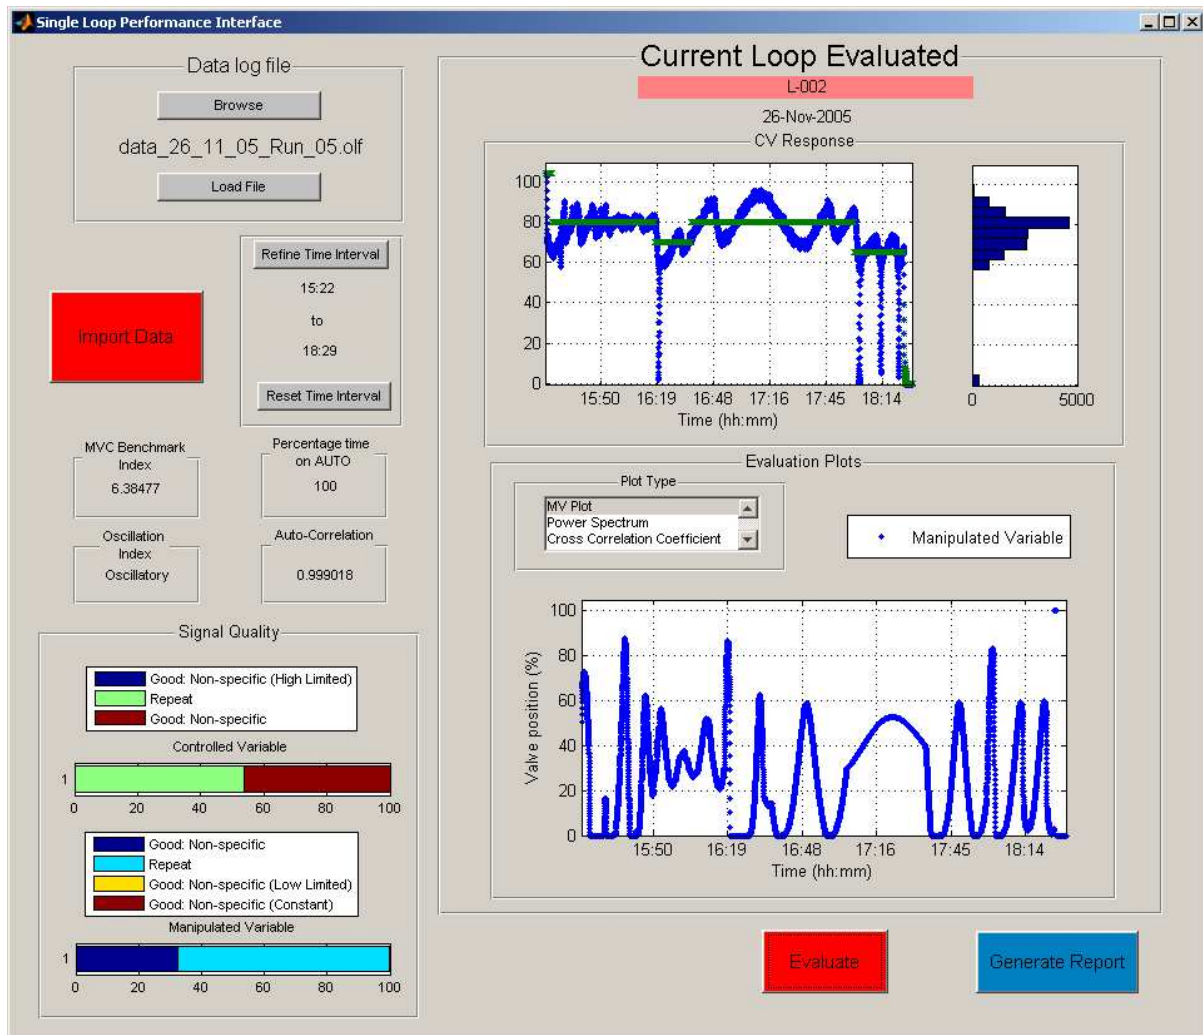 Single Loop Performance Interface
Data log file
Browse
data_26_11_05_Run_05.olf
Load File
Import Data
Refine Time Interval
15:22
to
18:29
Reset Time Interval
MVC Benchmark
Index
6.38477
Percentage time
on AUTO
100
Oscillation
Index
Oscillatory
Auto-Correlation
0.999018
Signal Quality
Good: Non-specific (High Limited)
Repeat
Good: Non-specific
Controlled Variable
1
0 20 40 60 80 100
Good: Non-specific
Repeat
Good: Non-specific (Low Limited)
Good: Non-specific (Constant)
Manipulated Variable
1
0 20 40 60 80 100
Current Loop Evaluated
L-002
26-Nov-2005
CV Response
100
80
60
40
20
0
15:50 16:19 16:48 17:16 17:45 18:14
Time (hh:mm)
0 5000
Evaluation Plots
Plot Type
MV Plot
Power Spectrum
Cross Correlation Coefficient
Manipulated Variable
Valve position (%)
100
80
60
40
20
0
15:50 16:19 16:48 17:16 17:45 18:14
Time (hh:mm)
Evaluate
Generate Report